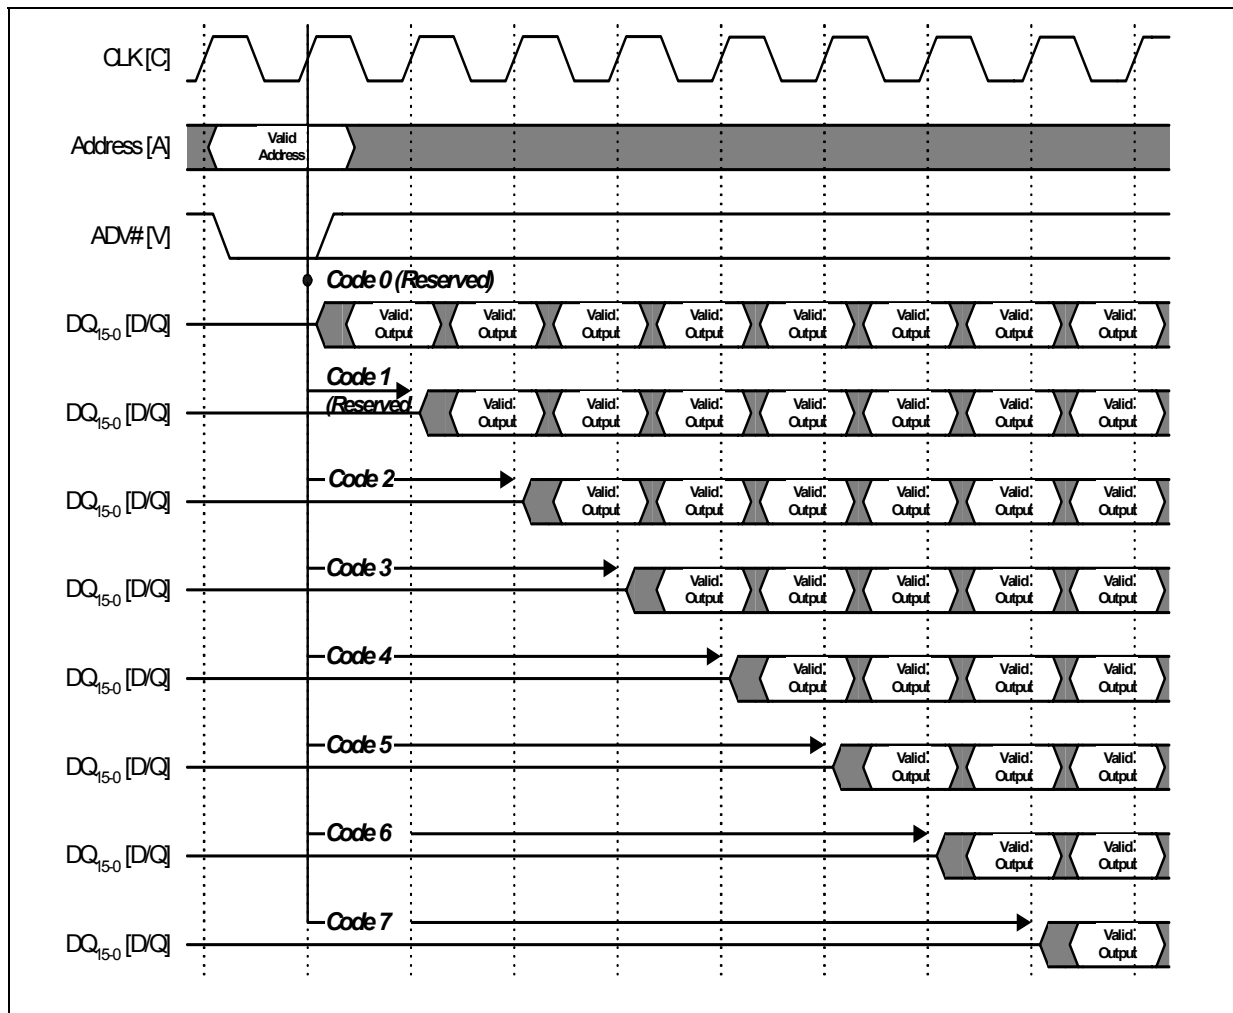 CLK [C]
Address [A]
Valid
Address
ADV# [V]
Code 0 (Reserved)
DQ15-0 [D/Q]
Valid Valid Valid Valid Valid Valid Valid Valid
Output Output Output Output Output Output Output Output
Code 1
(Reserved
DQ15-0 [D/Q]
Valid Valid Valid Valid Valid Valid Valid
Output Output Output Output Output Output Output
Code 2
DQ15-0 [D/Q]
Valid Valid Valid Valid Valid Valid
Output Output Output Output Output Output
Code 3
DQ15-0 [D/Q]
Valid Valid Valid Valid Valid
Output Output Output Output Output
Code 4
DQ15-0 [D/Q]
Valid Valid Valid Valid
Output Output Output Output
Code 5
DQ15-0 [D/Q]
Valid Valid Valid
Output Output Output
Code 6
DQ15-0 [D/Q]
Valid Valid
Output Output
Code 7
DQ15-0 [D/Q]
Valid
Output